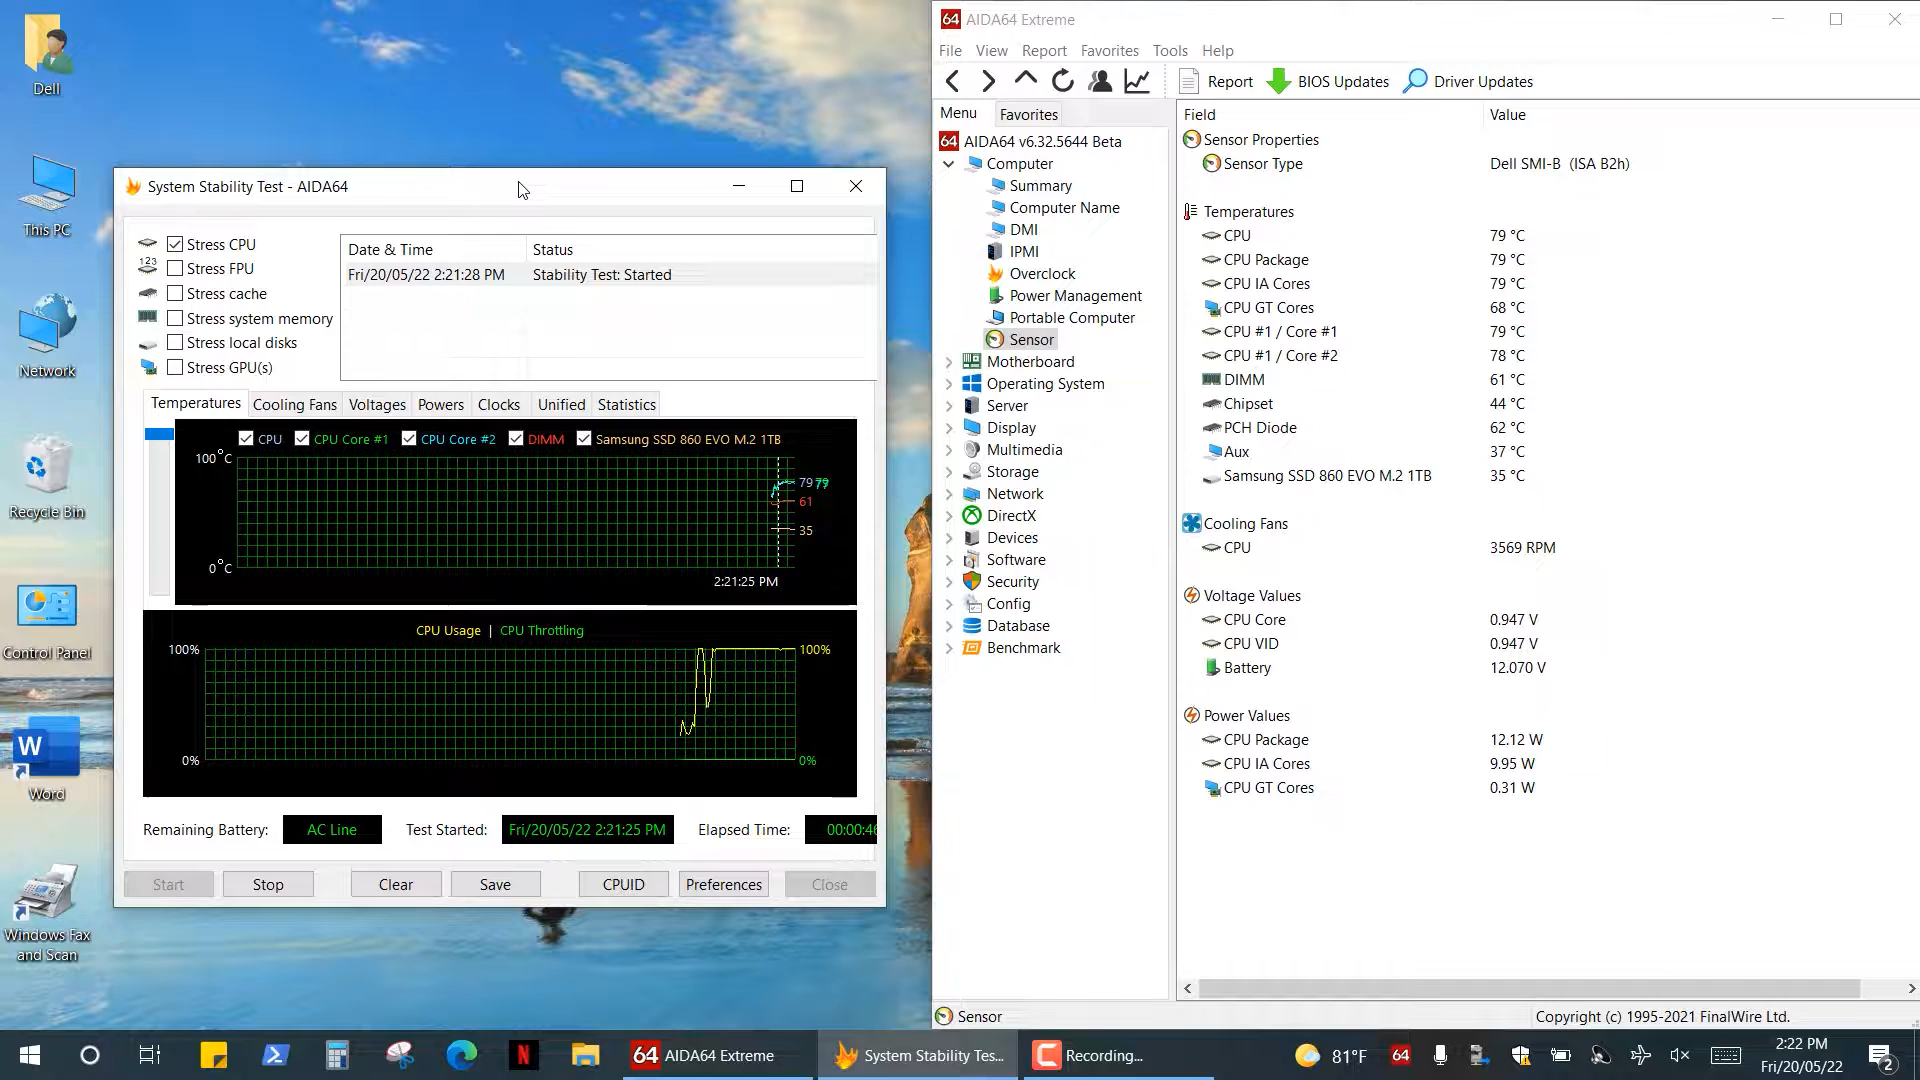 Dell
This PC
Network
Recycle Bin
Control Panel
W
Word
Windows Fax
and Scan
System Stability Test - AIDA64
Stress CPU
123
Stress FPU
Stress cache
Stress system memory
Stress local disks
Stress GPU(s)
Date & Time Status
Fri/20/05/22 2:21:28 PM Stability Test: Started
Temperatures Cooling Fans Voltages Powers Clocks Unified Statistics
CPU CPU Core #1 CPU Core #2 DIMM Samsung SSD 860 EVO M.2 1TB
100°C
79 79
61
35
0°C
2:21:25 PM
CPU Usage | CPU Throttling
100% 100%
0% 0%
Remaining Battery: AC Line Test Started: Fri/20/05/22 2:21:25 PM Elapsed Time: 00:00:46
Start Stop Clear Save CPUID Preferences Close
64 AIDA64 Extreme
File View Report Favorites Tools Help
Report BIOS Updates Driver Updates
Menu Favorites
64 AIDA64 v6.32.5644 Beta
Computer
Summary
Computer Name
DMI
IPMI
Overclock
Power Management
Portable Computer
Sensor
Motherboard
Operating System
Server
Display
Multimedia
Storage
Network
DirectX
Devices
Software
Security
Config
Database
Benchmark
Field Value
Sensor Properties
Sensor Type Dell SMI-B (ISA B2h)
Temperatures
CPU 79 °C
CPU Package 79 °C
CPU IA Cores 79 °C
CPU GT Cores 68 °C
CPU #1 / Core #1 79 °C
CPU #1 / Core #2 78 °C
DIMM 61 °C
Chipset 44 °C
PCH Diode 62 °C
Aux 37 °C
Samsung SSD 860 EVO M.2 1TB 35 °C
Cooling Fans
CPU 3569 RPM
Voltage Values
CPU Core 0.947 V
CPU VID 0.947 V
Battery 12.070 V
Power Values
CPU Package 12.12 W
CPU IA Cores 9.95 W
CPU GT Cores 0.31 W
Sensor Copyright (c) 1995-2021 FinalWire Ltd.
N 64 AIDA64 Extreme System Stability Tes... Recording... 81°F 64 2:22 PM
Fri/20/05/22 2